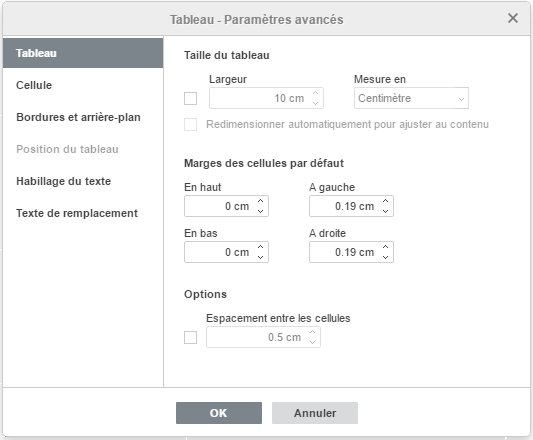 Tableau - Paramètres avancés
Tableau
Cellule
Bordures et arrière-plan
Position du tableau
Habillage du texte
Texte de remplacement
Taille du tableau
Largeur
Mesure en
10 cm
Centimètre
Redimensionner automatiquement pour ajuster au contenu
Marges des cellules par défaut
En haut
A gauche
0 cm
0.19 cm
En bas
A droite
0 cm
0.19 cm
Options
Espacement entre les cellules
0.5 cm
OK
Annuler